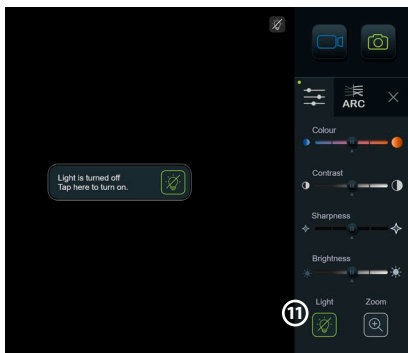 ARC
Colour
Light is turned off
Tap here to turn on.
Contrast
Sharpness
Brightness
11
Light Zoom